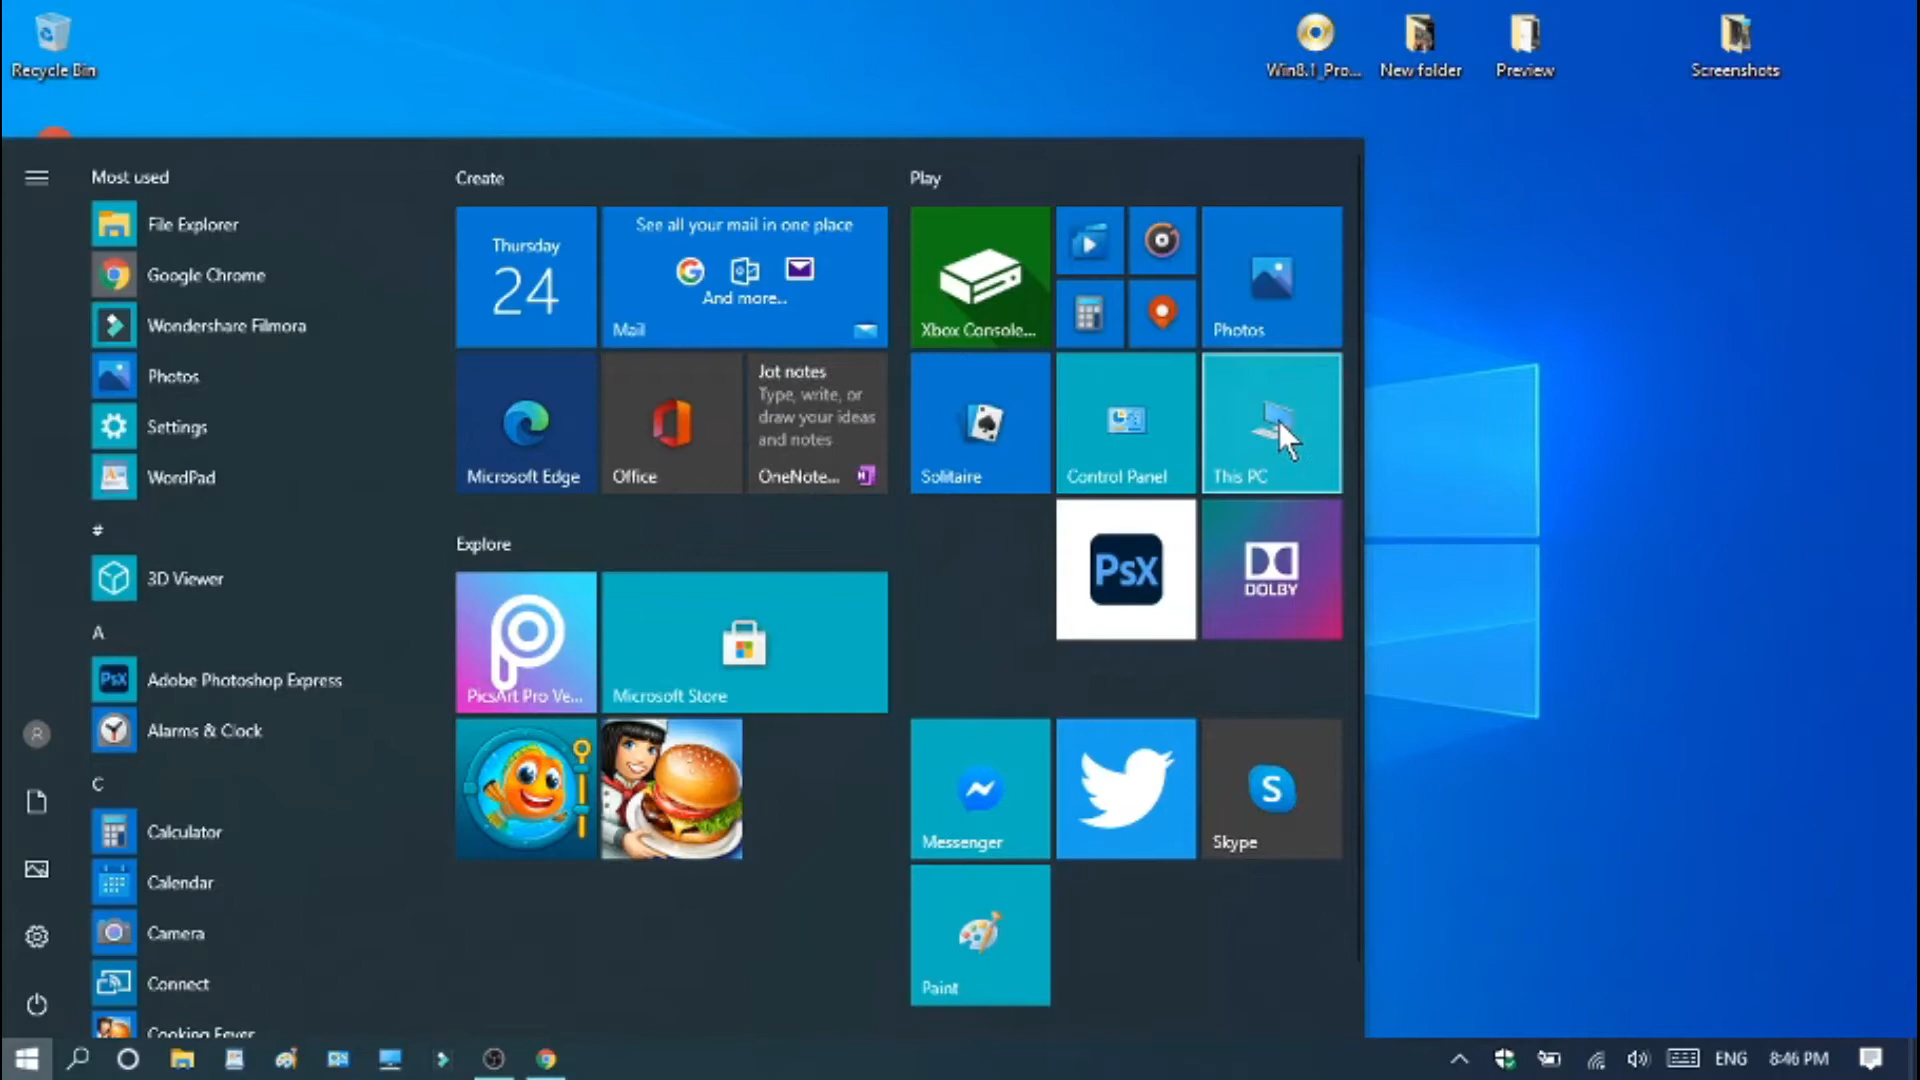 Recycle Bin
Win8.1_Pro...
New folder
Preview
Screenshots
Most used
File Explorer
Google Chrome
Wondershare Filmora
Photos
Settings
WordPad
#
3D Viewer
A
Adobe Photoshop Express
Alarms & Clock
C
Calculator
Calendar
Camera
Connect
Cooking Fever
Create
Thursday
24
See all your mail in one place
And more..
Mail
Microsoft Edge
Office
Jot notes
Type, write, or
draw your ideas
and notes
OneNote...
Explore
PicsArt Pro Ve...
Microsoft Store
Play
Xbox Console...
Photos
Solitaire
Control Panel
This PC
PsX
DOLBY
Messenger
Skype
Paint
ENG
8:46 PM